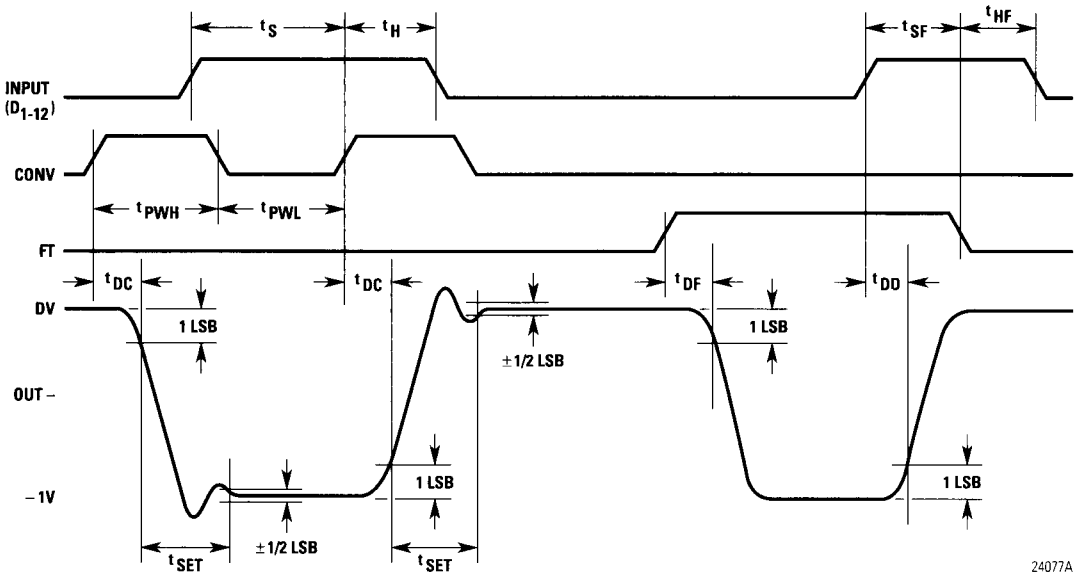 tS tH tSF tHF
INPUT
(D1-12)
CONV
tPWH tPWL
FT
tDC tDC tDF tDD
DV
1 LSB 1 LSB
±1/2 LSB
OUT –
1 LSB 1 LSB
–1V
±1/2 LSB
tSET tSET
24077A